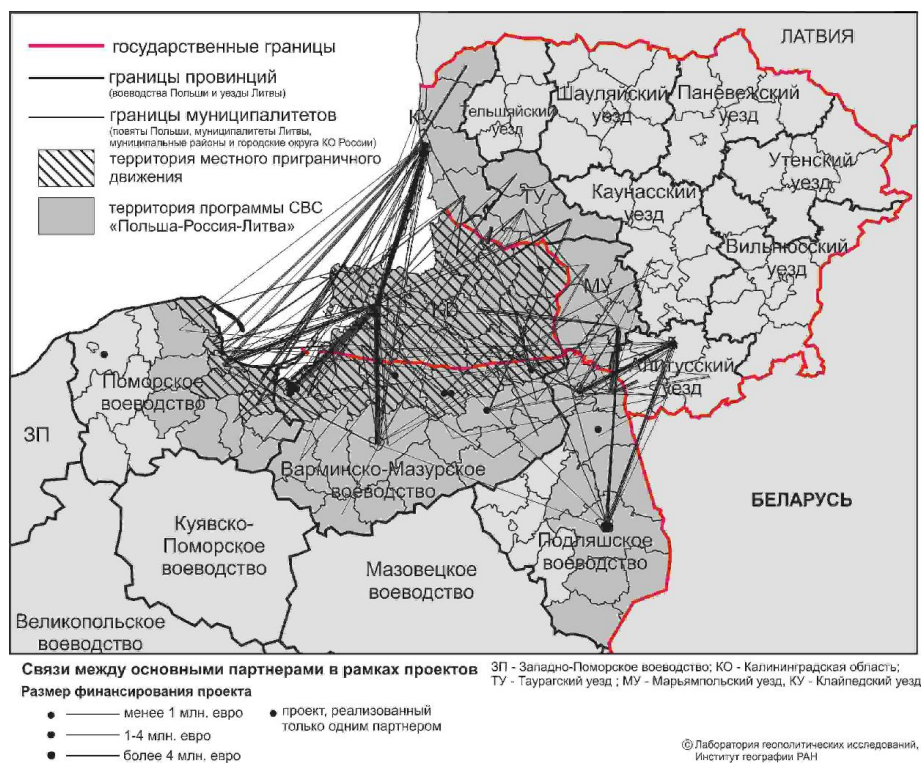 государственные границы
границы провинций
(воеводства Польши и уезды Литвы)
границы муниципалитетов
(повяты Польши, муниципалитеты Литвы,
муниципальные районы и городские округа КО России)
территория местного приграничного
движения
территория программы СВС
«Польша-Россия-Литва»
ЛАТВИЯ
КУ
Тельшяйский
уезд
Шауляйский
уезд
Паневежский
уезд
Утенский
уезд
ТУ
Каунасский
уезд
Вильнюсский
уезд
МУ
КО
Алитусский
уезд
Поморское
воеводство
ЗП
Варминско-Мазурское
воеводство
БЕЛАРУСЬ
Куявско-
Поморское
воеводство
Подляшское
воеводство
Мазовецкое
воеводство
Великопольское
воеводство
Связи между основными партнерами в рамках проектов
ЗП - Западно-Поморское воеводство; КО - Калининградская область;
ТУ - Таурагский уезд ; МУ - Марьямпольский уезд, КУ - Клайпедский уезд
Размер финансирования проекта
менее 1 млн. евро
1-4 млн. евро
более 4 млн. евро
проект, реализованный
только одним партнером
© Лаборатория геополитических исследований,
Институт географии РАН